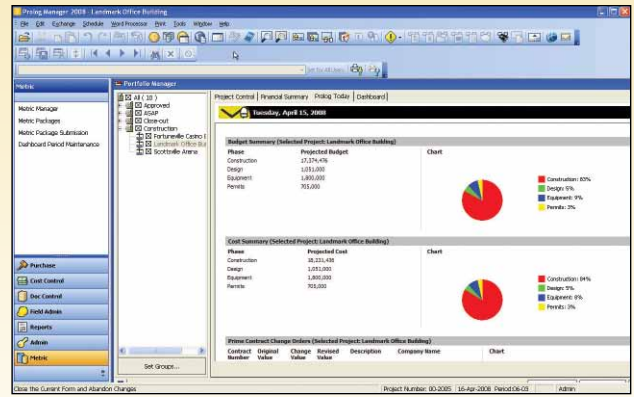 Prolog Manager 2008 - Landmark Office Building
File Edit Exchange Schedule Word Processor Print Tools Window Help
Metric
Metric Manager
Metric Packages
Metric Package Submission
Dashboard Period Maintenance
Purchase
Cost Control
Doc Control
Field Admin
Reports
Admin
Metric
Portfolio Manager
All ( 10 )
Approved
ASAP
Close-out
Construction
Fortuneville Casino
Landmark Office Bui
Scottsville Arena
Set Groups...
Project Control Financial Summary Prolog Today Dashboard
Tuesday, April 15, 2008
Budget Summary (Selected Project: Landmark Office Building)
Phase Projected Budget Chart
Construction 17,374,476
Design 1,051,000
Equipment 1,800,000
Permits 705,000
Construction: 83%
Design: 5%
Equipment: 9%
Permits: 3%
Cost Summary (Selected Project: Landmark Office Building)
Phase Projected Cost Chart
Construction 18,231,438
Design 1,051,000
Equipment 1,800,000
Permits 705,000
Construction: 84%
Design: 5%
Equipment: 8%
Permits: 3%
Prime Contract Change Orders (Selected Project: Landmark Office Building)
Contract Number Original Value Change Value Revised Value Description Company Name Chart
Close the Current Form and Abandon Changes
Project Number: 00-2005 16-Apr-2008 Period:06-03 Admin